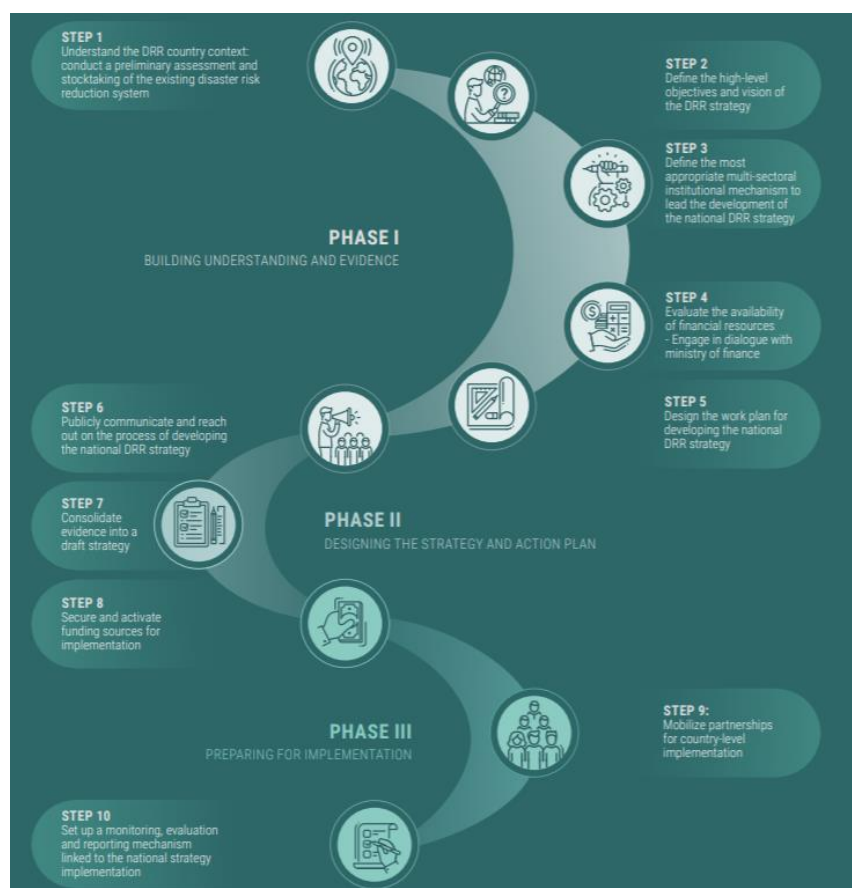 STEP 1
Understand the DRR country context:
conduct a preliminary assessment and
stocktaking of the existing disaster risk
reduction system
STEP 2
Define the high-level
objectives and vision of
the DRR strategy
STEP 3
Define the most
appropriate multi-sectoral
institutional mechanism to
lead the development of
the national DRR strategy
PHASE I
BUILDING UNDERSTANDING AND EVIDENCE
STEP 4
Evaluate the availability
of financial resources
- Engage in dialogue with
ministry of finance
STEP 5
Design the work plan for
developing the national
DRR strategy
STEP 6
Publicly communicate and reach
out on the process of developing
the national DRR strategy
STEP 7
Consolidate
evidence into a
draft strategy
PHASE II
DESIGNING THE STRATEGY AND ACTION PLAN
STEP 8
Secure and activate
funding sources for
implementation
PHASE III
PREPARING FOR IMPLEMENTATION
STEP 9:
Mobilize partnerships
for country-level
implementation
STEP 10
Set up a monitoring, evaluation
and reporting mechanism
linked to the national strategy
implementation